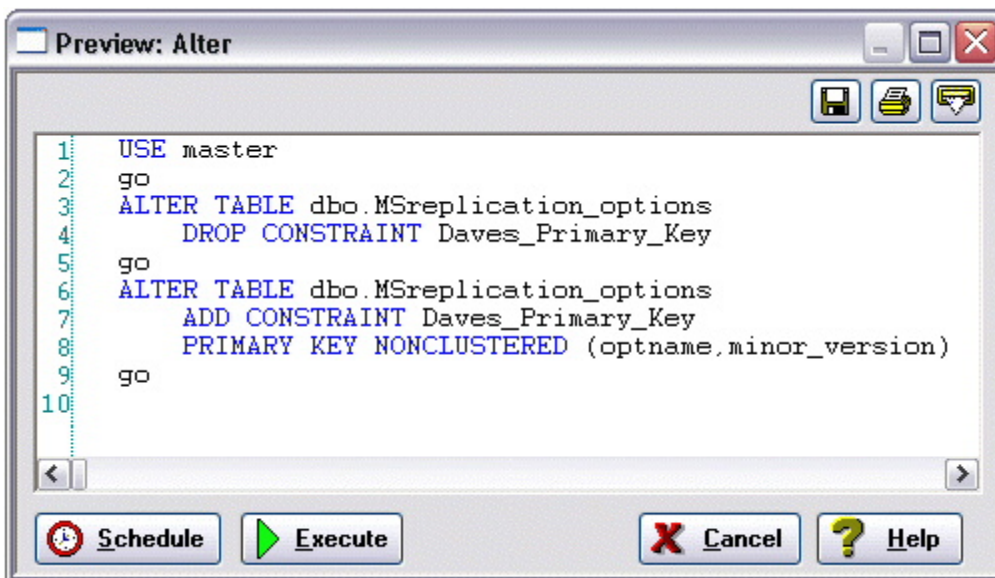 Preview: Alter
1 USE master
2 go
3 ALTER TABLE dbo.MSreplication_options
4 DROP CONSTRAINT Daves_Primary_Key
5 go
6 ALTER TABLE dbo.MSreplication_options
7 ADD CONSTRAINT Daves_Primary_Key
8 PRIMARY KEY NONCLUSTERED (optname,minor_version)
9 go
10
Schedule Execute Cancel Help